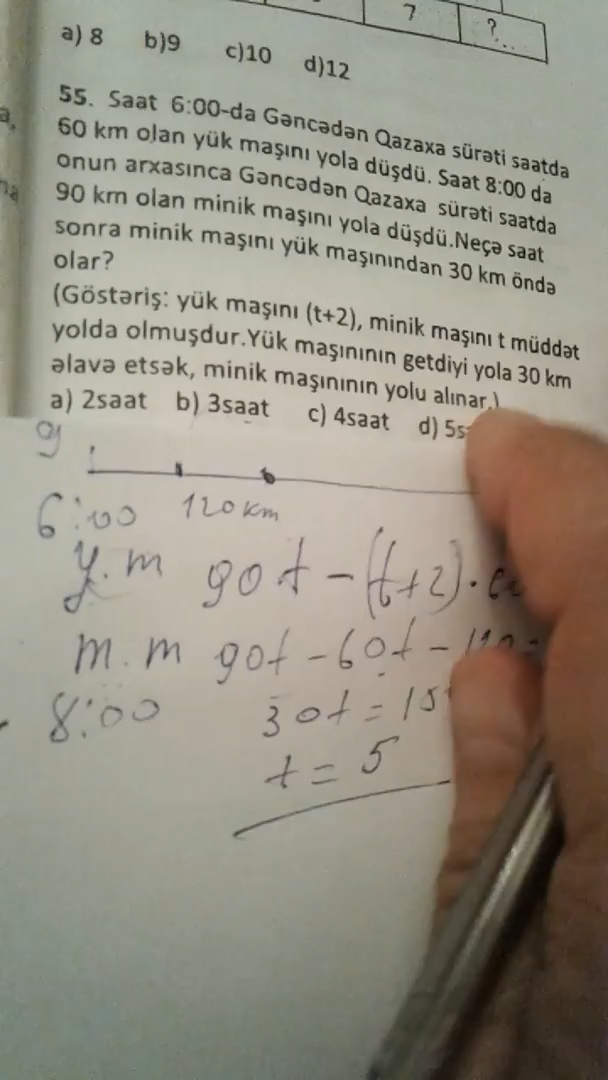 7 ?..
a) 8 b)9 c)10 d)12
55. Saat 6:00-da Gəncədən Qazaxa sürəti saatda
60 km olan yük maşını yola düşdü. Saat 8:00 da
onun arxasınca Gəncədən Qazaxa sürəti saatda
90 km olan minik maşını yola düşdü.Neçə saat
sonra minik maşını yük maşınından 30 km öndə
olar?
(Göstəriş: yük maşını (t+2), minik maşını t müddət
yolda olmuşdur.Yük maşınının getdiyi yola 30 km
əlavə etsək, minik maşınının yolu alınar.)
a) 2saat b) 3saat c) 4saat d) 5s
6:00 120 km
y.m 90t - (t+2).
m.m 90t - 60t -
8:00 30t = 15
t = 5